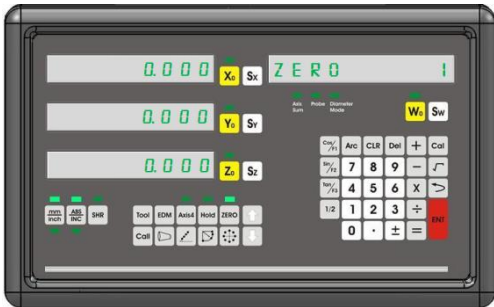 0.000 X₀ Sx ZERO 1
Axis Sum Probe Diameter Mode W₀ Sw
0.000 Y₀ Sy
Cos/F1 Arc CLR Del + Cal
0.000 Z₀ Sz
Sin/F2 7 8 9 − √
tan/F3 4 5 6 X
mm inch ABS INC SHR
Tool EDM Axis4 Hold ZERO
1/2 1 2 3 ÷ ENT
Call
0 · ± =